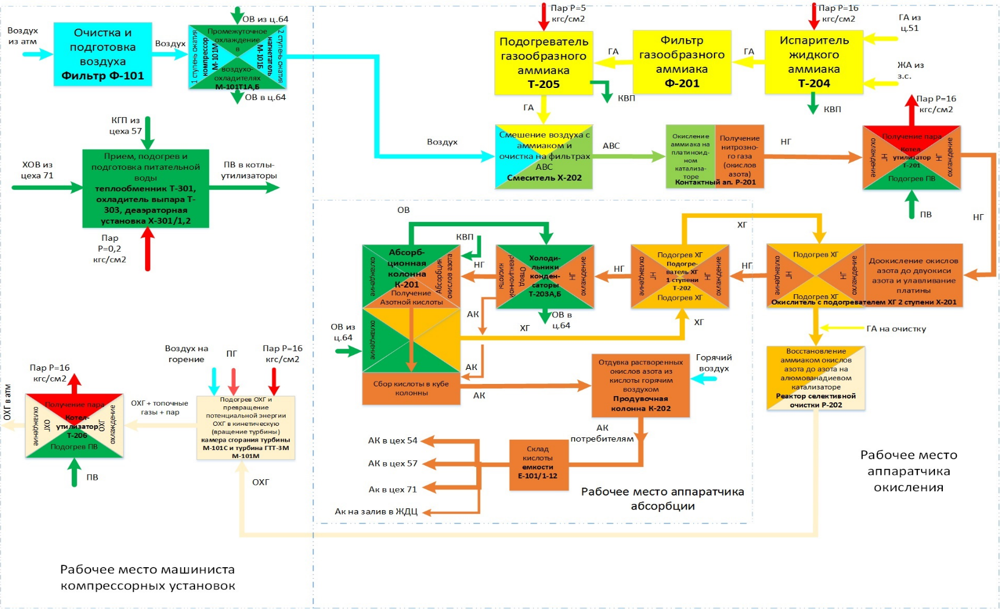 Воздух
из атм
Очистка и
подготовка
воздуха
Фильтр Ф-101
Воздух
ОВ из ц.64
1 ступень сжатия
компрессор
М-101М
Промежуточное
охлаждение
в
воздухо-
охладителях
М-101Т1А,Б
2 ступень сжатия
нагнетатель
М-101Б
ОВ в ц.64
Пар Р=5
кгс/см2
Подогреватель
газообразного
аммиака
Т-205
ГА
Фильтр
газообразного
аммиака
Ф-201
ГА
Пар Р=16
кгс/см2
Испаритель
жидкого
аммиака
Т-204
ГА из
ц.51
ЖА из
з.с.
КВП
КВП
ГА
КГП из
цеха 57
ХОВ из
цеха 71
Прием, подогрев и
подготовка питательной
воды
теплообменник Т-301,
охладитель выпара Т-
303, деаэраторная
установка Х-301/1,2
ПВ в котлы-
утилизаторы
Пар
Р=0,2
кгс/см2
Воздух
Смешение воздуха с
аммиаком и
очистка на фильтрах
АВС
Смеситель Х-202
АВС
Окисление
аммиака на
платиноид-
ном
катализа-
торе
Получение
нитрозно-
го газа
(окислов
азота)
Контактный ап. Р-201
НГ
Пар Р=16
кгс/см2
Получение пара
охлаждение
НГ
Котел-
утилизатор
Т-201
НГ
охлаждение
Подогрев ПВ
ПВ
НГ
ОВ
КВП
охлаждение
Абсорб-
ционная
колонна
К-201
Абсорбция
окислов азота
Получение
Азотной кислоты
охлаждение
ОВ из
ц.64
Сбор кислоты в кубе
колонны
НГ
Отвод
реакционной
кислоты
Холоди-
льники
конден-
саторы
Т-203А,Б
НГ
охлаждение
ОВ в
ц.64
АК
АК
АК
ХГ
НГ
Подогрев ХГ
охлаждение
НГ
Подогре-
ватель ХГ
1 ступени
Т-202
НГ
охлаждение
Подогрев ХГ
ХГ
ХГ
НГ
Подогрев ХГ
охлаждение
НГ
НГ
охлаждение
Подогрев ХГ
Доокисление окислов
азота до двуокиси
азота и улавливание
платины
Окислитель с подогревателем ХГ 2 ступени Х-201
ГА на очистку
Восстановление
аммиаком окислов
азота до азота на
алюмованадиевом
катализаторе
Реактор селективной
очистки Р-202
Отдувка растворенных
окислов азота из
кислоты горячим
воздухом
Продувочная
колонна К-202
Горячий
воздух
АК
потребителям
Склад
кислоты
емкости
Е-101/1-12
АК в цех 54
АК в цех 57
Ак в цех 71
Ак на залив в ЖДЦ
Воздух на
горение
ПГ
Пар Р=16
кгс/см2
Подогрев ОХГ и
превращение
потенциальной энергии
ОХГ в кинетическую
(вращение турбины)
камера сгорания турбины
М-101С и турбина ГТТ-3М
М-101М
ОХГ + топочные
газы + пар
Пар Р=16
кгс/см2
Получение пара
охлаждение
ОХГ
Котел-
утилизатор
Т-206
ОХГ
охлаждение
Подогрев ПВ
ОХГ в атм
ПВ
ОХГ
Рабочее место аппаратчика
абсорбции
Рабочее место
аппаратчика
окисления
Рабочее место машиниста
компрессорных установок